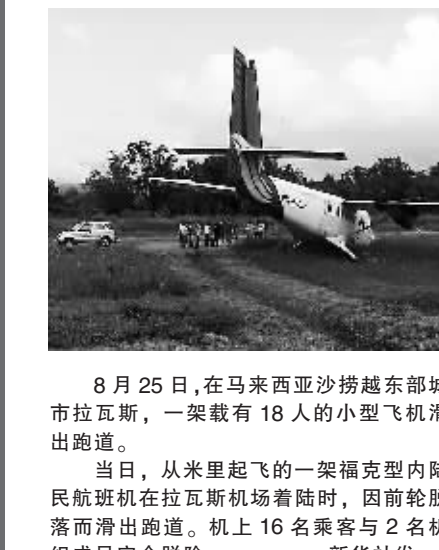 8 月 25 日,在马来西亚沙捞越东部城
市拉瓦斯，一架载有 18 人的小型飞机滑
出跑道。
当日，从米里起飞的一架福克型内陆
民航班机在拉瓦斯机场着陆时，因前轮脱
落而滑出跑道。机上 16 名乘客与 2 名机
组成员安全脱险 新华社发